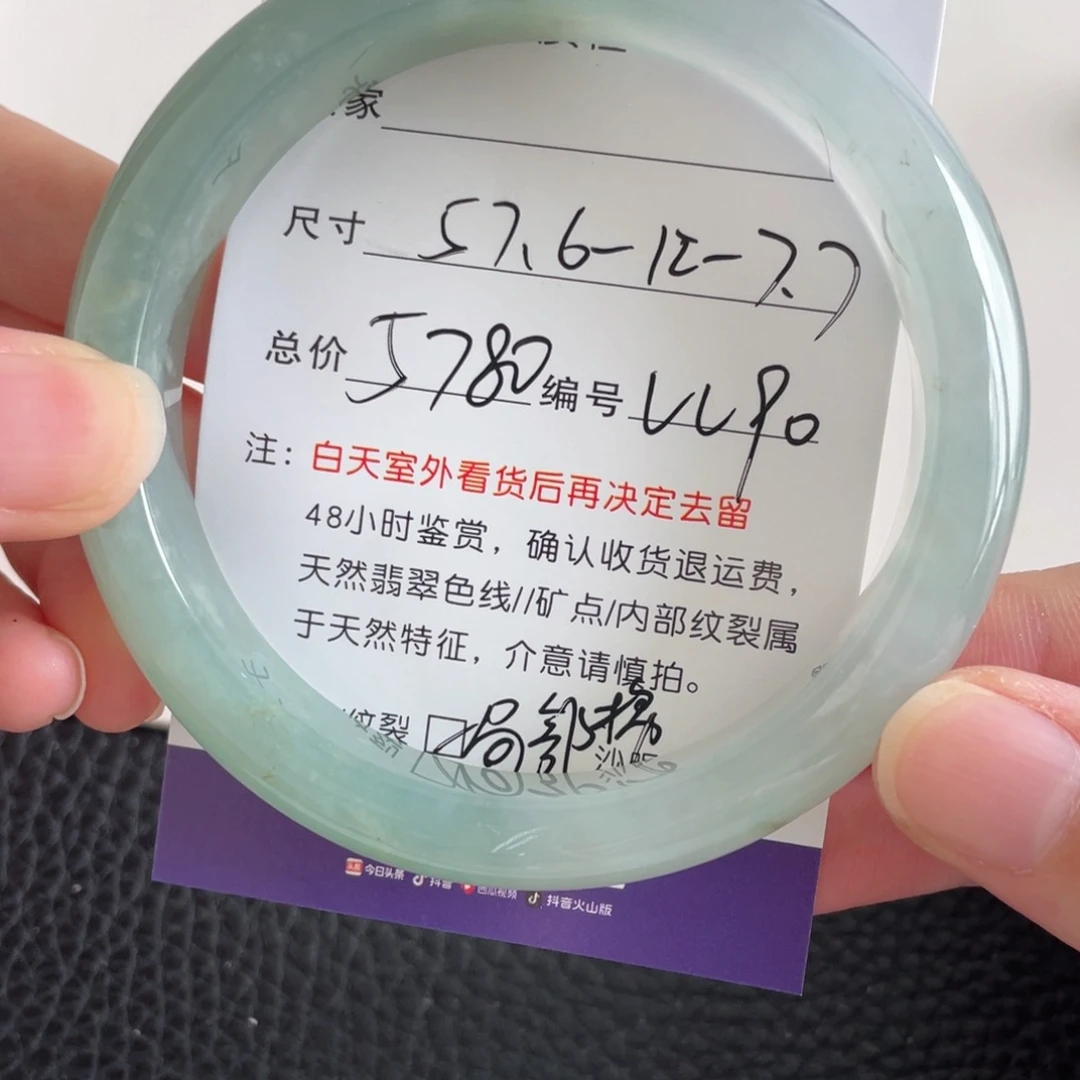 家
尺寸 57.6-12-7.7
总价 5780 编号 VL90
注：白天室外看货后再决定去留
48小时鉴赏，确认收货退运费，
天然翡翠色线//矿点/内部纹裂属
于天然特征，介意请慎拍。
纹裂 局部棉
今日头条 抖音 西瓜视频 抖音火山版